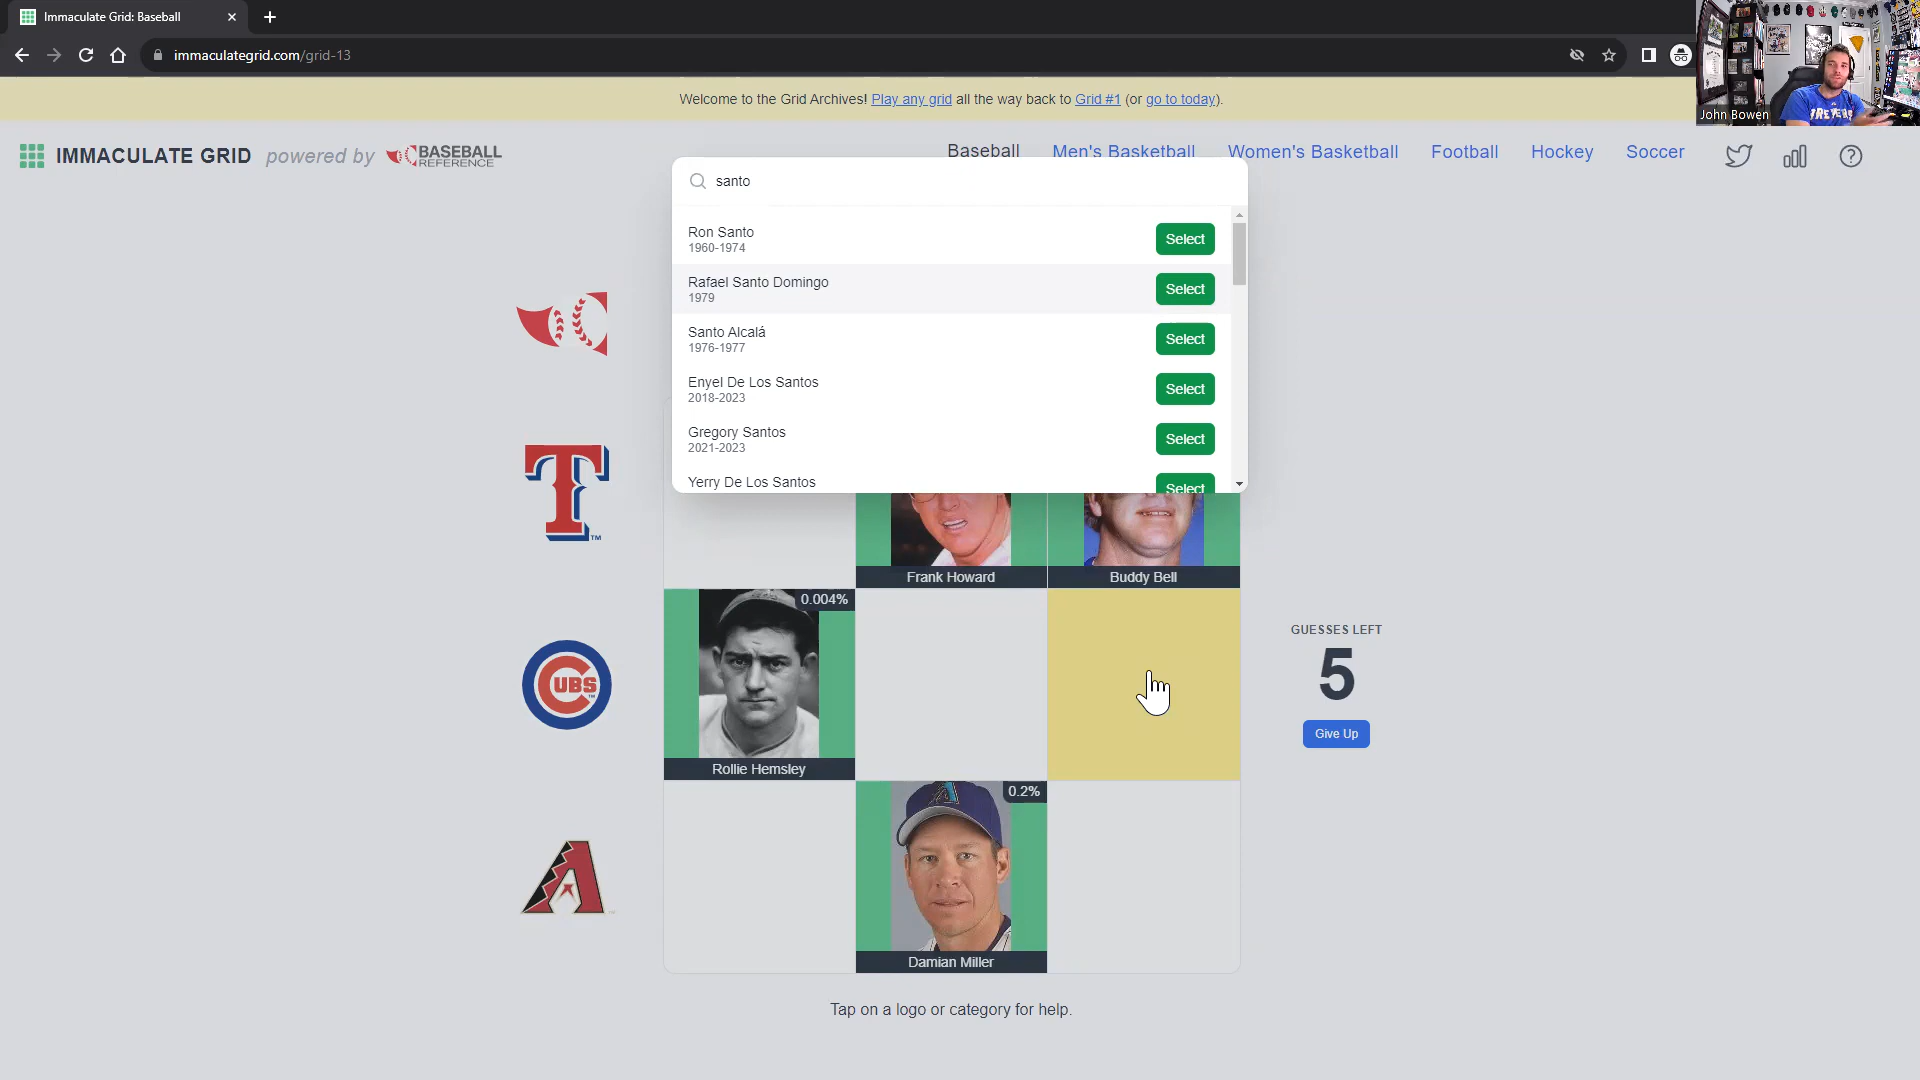 Immaculate Grid: Baseball
immaculategrid.com/grid-13
Welcome to the Grid Archives! Play any grid all the way back to Grid #1 (or go to today).
John Bowen
IMMACULATE GRID powered by BASEBALL REFERENCE
Baseball Men's Basketball Women's Basketball Football Hockey Soccer
santo
Ron Santo
1960-1974
Select
Rafael Santo Domingo
1979
Select
Santo Alcalá
1976-1977
Select
Enyel De Los Santos
2018-2023
Select
Gregory Santos
2021-2023
Select
Yerry De Los Santos
Select
T
TM
Frank Howard
Buddy Bell
0.004%
Rollie Hemsley
CUBS
GUESSES LEFT
5
Give Up
0.2%
Damian Miller
A
Tap on a logo or category for help.